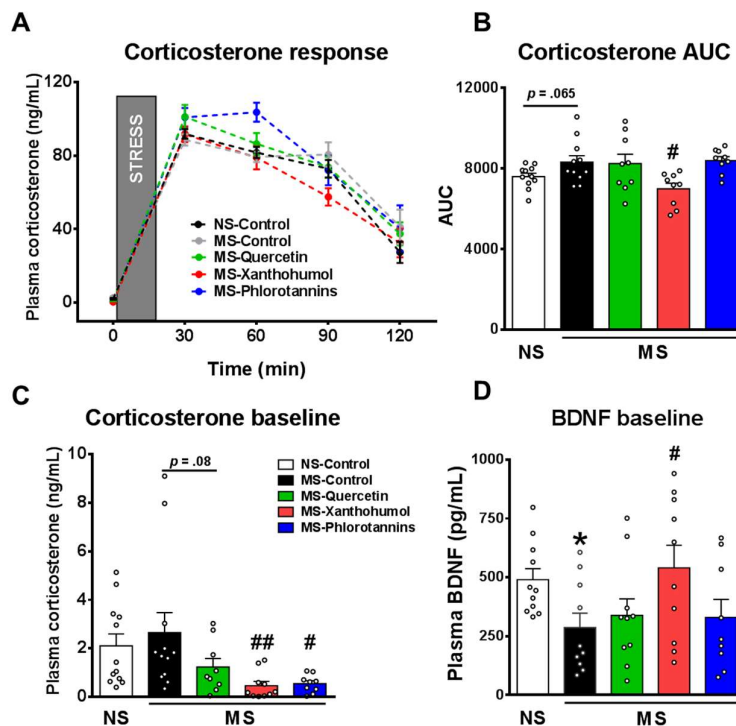 A
Corticosterone response
Plasma corticosterone (ng/mL)
120
80
40
0
STRESS
NS-Control
MS-Control
MS-Quercetin
MS-Xanthohumol
MS-Phlorotannins
0 30 60 90 120
Time (min)
B
Corticosterone AUC
AUC
12000
8000
4000
0
p = .065
#
NS MS
C
Corticosterone baseline
Plasma corticosterone (ng/mL)
10
8
6
4
2
0
p = .08
NS-Control
MS-Control
MS-Quercetin
MS-Xanthohumol
MS-Phlorotannins
## #
NS MS
D
BDNF baseline
Plasma BDNF (pg/mL)
1000
750
500
250
0
* #
NS MS